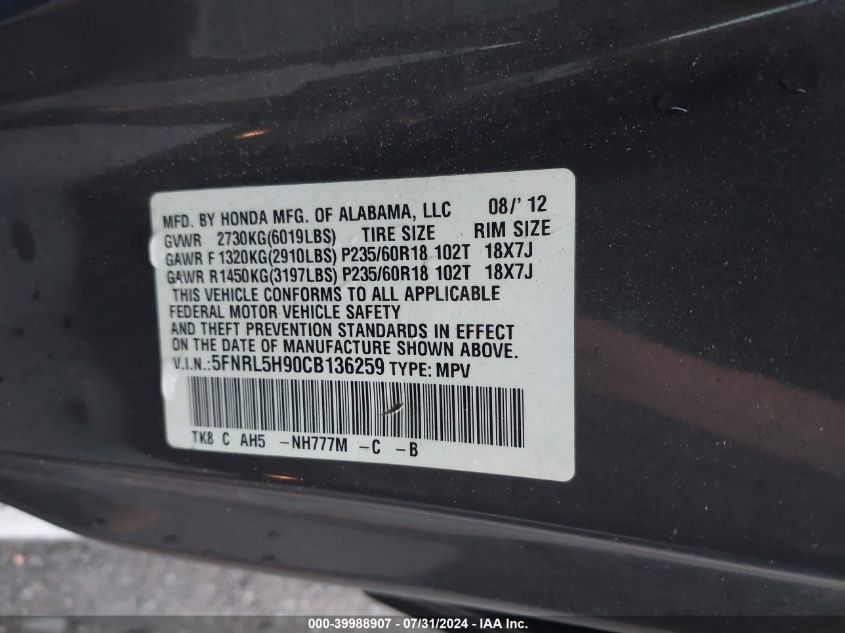 MFD. BY HONDA MFG. OF ALABAMA, LLC 08/'12
GVWR 2730KG(6019LBS) TIRE SIZE RIM SIZE
GAWR F1320KG(2910LBS) P235/60R18 102T 18X7J
GAWR R1450KG(3197LBS) P235/60R18 102T 18X7J
THIS VEHICLE CONFORMS TO ALL APPLICABLE
FEDERAL MOTOR VEHICLE SAFETY
AND THEFT PREVENTION STANDARDS IN EFFECT
ON THE DATE OF MANUFACTURE SHOWN ABOVE.
V.I.N.:5FNRL5H90CB136259 TYPE: MPV
TK8 C AH5 -NH777M -C -B
000-39988907 - 07/31/2024 - IAA Inc.